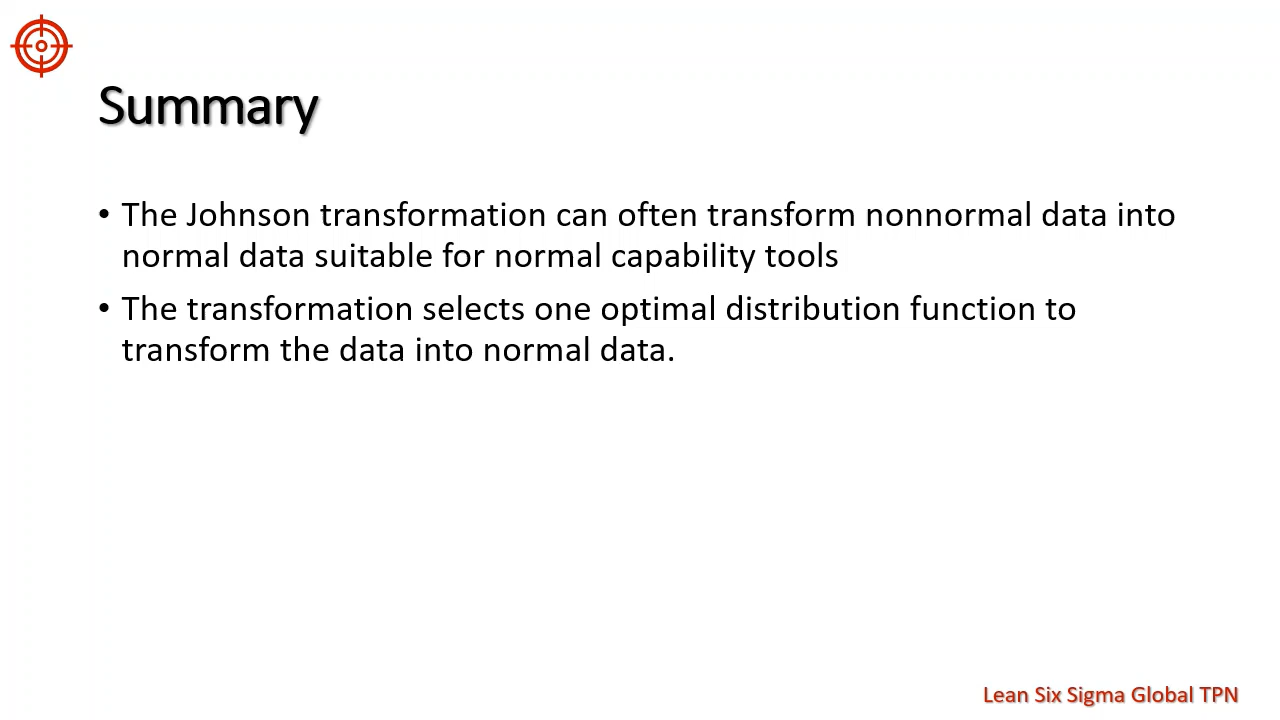 Summary
• The Johnson transformation can often transform nonnormal data into
normal data suitable for normal capability tools
• The transformation selects one optimal distribution function to
transform the data into normal data.
Lean Six Sigma Global TPN